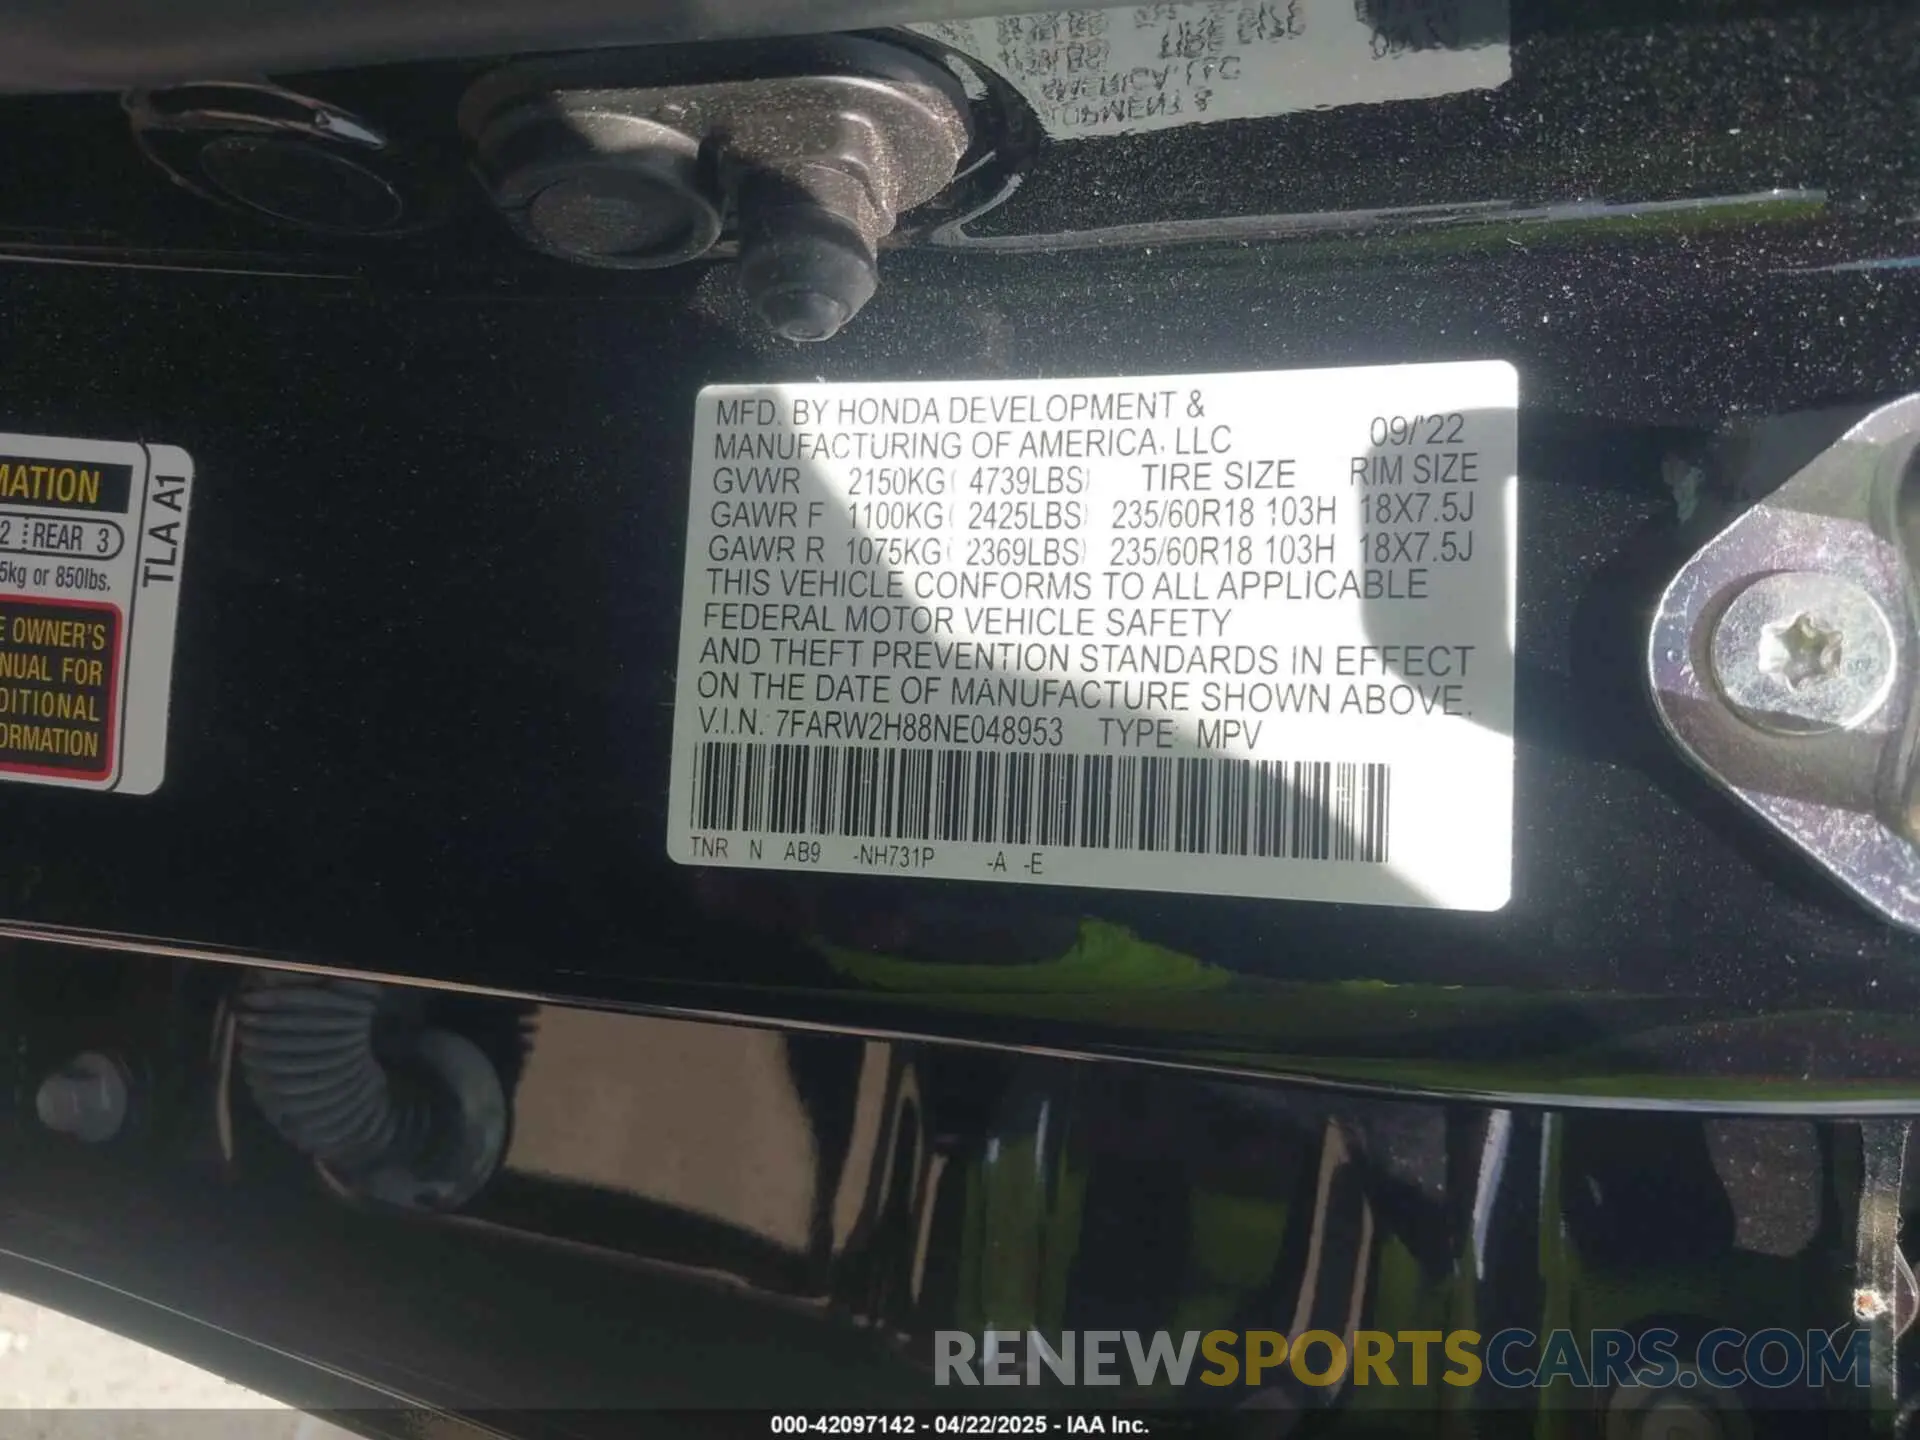 MFD. BY HONDA DEVELOPMENT &
MANUFACTURING OF AMERICA, LLC 09/'22
GVWR 2150KG( 4739LBS) TIRE SIZE RIM SIZE
GAWR F 1100KG( 2425LBS) 235/60R18 103H 18X7.5J
GAWR R 1075KG( 2369LBS) 235/60R18 103H 18X7.5J
THIS VEHICLE CONFORMS TO ALL APPLICABLE
FEDERAL MOTOR VEHICLE SAFETY
AND THEFT PREVENTION STANDARDS IN EFFECT
ON THE DATE OF MANUFACTURE SHOWN ABOVE.
V.I.N. 7FARW2H88NE048953 TYPE: MPV
TNR N AB9 -NH731P -A -E
MATION
2 REAR 3
5kg or 850lbs.
E OWNER'S
NUAL FOR
DITIONAL
ORMATION
TLA A1
RENEWSPORTSCARS.COM
000-42097142 - 04/22/2025 - IAA Inc.